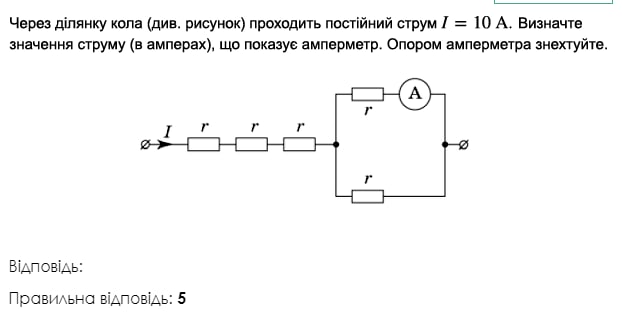 Через ділянку кола (див. рисунок) проходить постійний струм I = 10 А. Визначте
значення струму (в амперах), що показує амперметр. Опором амперметра знехтуйте.
A
r
I r r r
r
Відповідь:
Правильна відповідь: 5